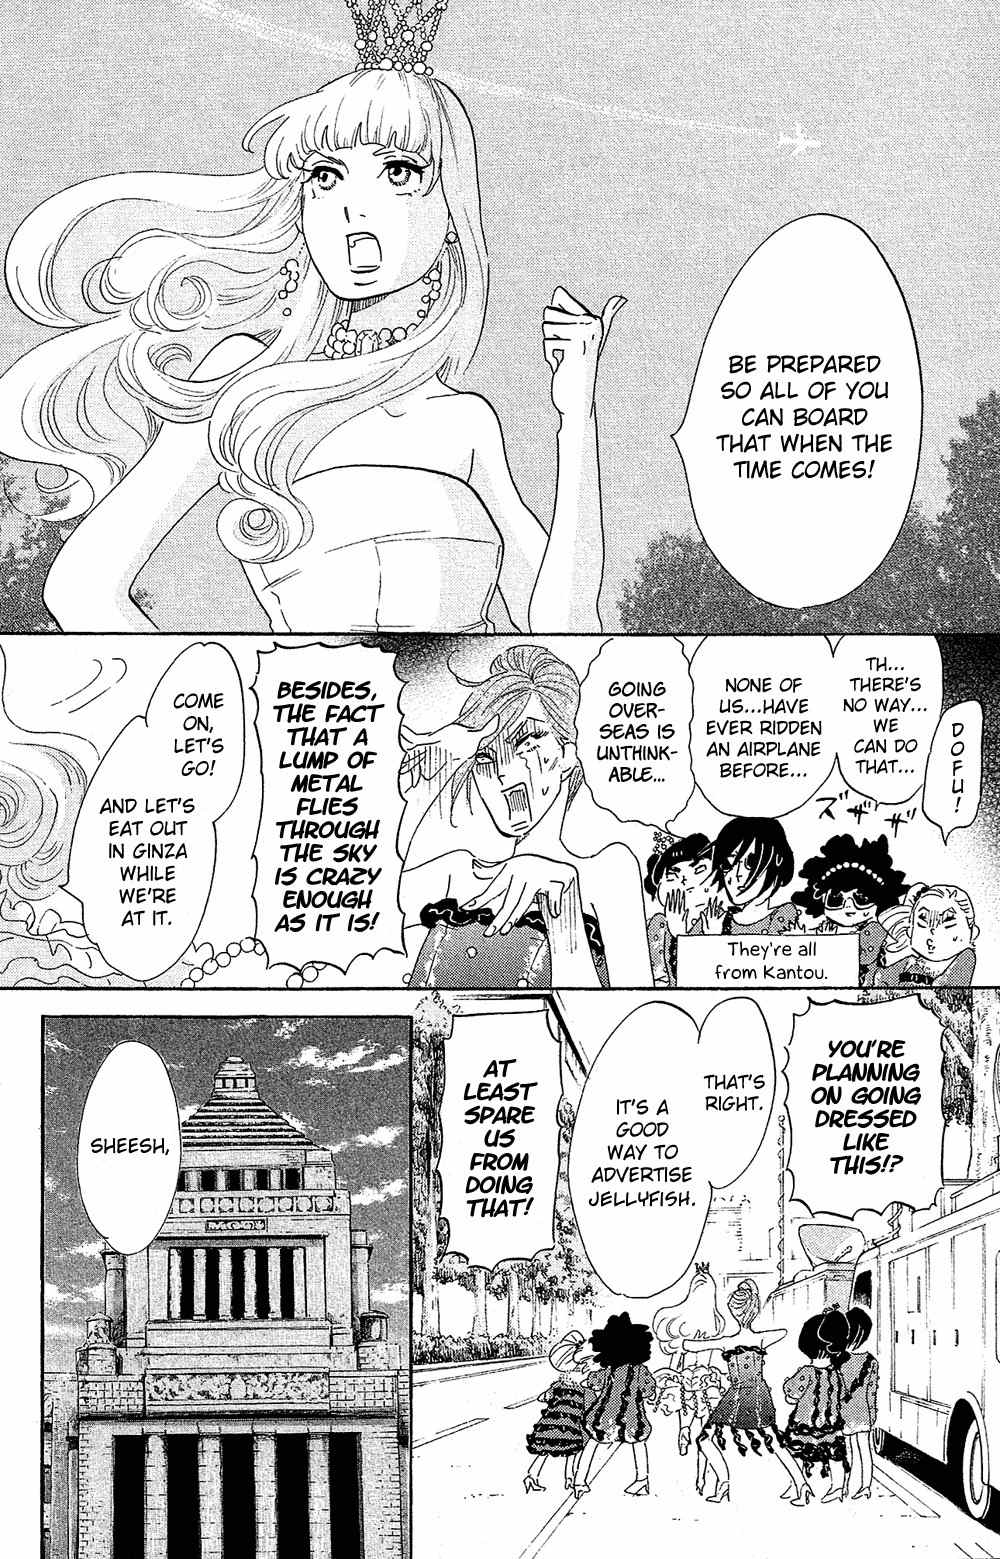 BE PREPARED
SO ALL OF YOU
CAN BOARD
THAT WHEN THE
TIME COMES!
DOFU!
TH...
THERE'S
NO WAY...
WE
CAN DO
THAT...
NONE OF
US...HAVE
EVER RIDDEN
AN AIRPLANE
BEFORE...
GOING
OVER-
SEAS IS
UNTHINK-
ABLE...
ズザザザ
They're all
from Kantou.
BESIDES,
THE FACT
THAT A
LUMP OF
METAL
FLIES
THROUGH
THE SKY
IS CRAZY
ENOUGH
AS IT IS!
COME
ON,
LET'S
GO!
AND LET'S
EAT OUT
IN GINZA
WHILE
WE'RE
AT IT.
YOU'RE
PLANNING
ON GOING
DRESSED
LIKE
THIS!?
THAT'S
RIGHT.
IT'S A
GOOD
WAY TO
ADVERTISE
JELLYFISH.
AT
LEAST
SPARE
US
FROM
DOING
THAT!
SHEESH,